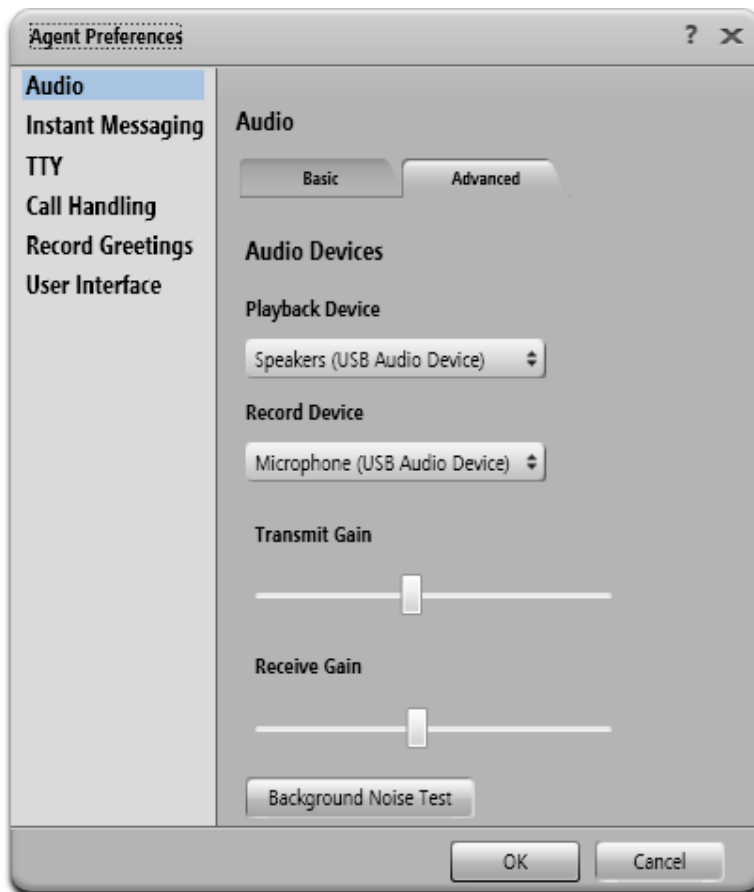 Agent Preferences ?
Audio
Instant Messaging
TTY
Call Handling
Record Greetings
User Interface
Audio
Basic Advanced
Audio Devices
Playback Device
Speakers (USB Audio Device)
Record Device
Microphone (USB Audio Device)
Transmit Gain
Receive Gain
Background Noise Test
OK Cancel